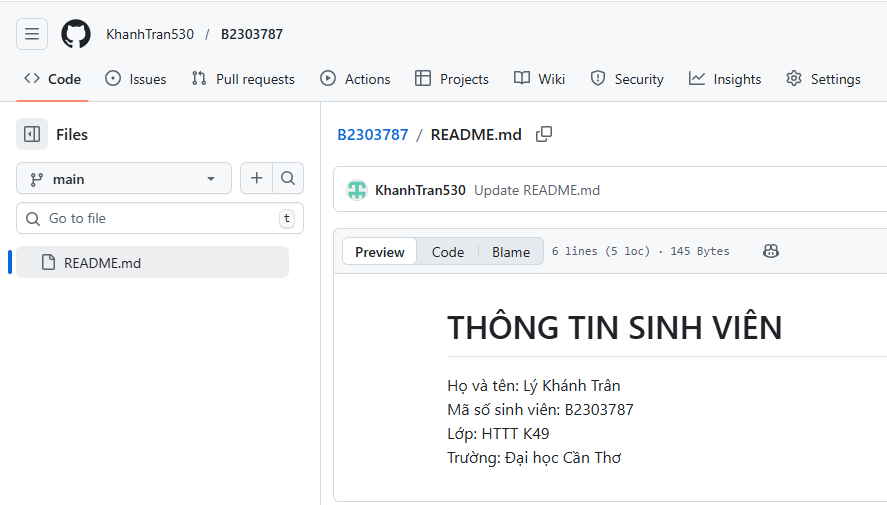 KhanhTran530 / B2303787
Code Issues Pull requests Actions Projects Wiki Security Insights Settings
Files
main
Go to file t
README.md
B2303787 / README.md
KhanhTran530 Update README.md
Preview Code Blame 6 lines (5 loc) · 145 Bytes
THÔNG TIN SINH VIÊN
Họ và tên: Lý Khánh Trân
Mã số sinh viên: B2303787
Lớp: HTTT K49
Trường: Đại học Cần Thơ